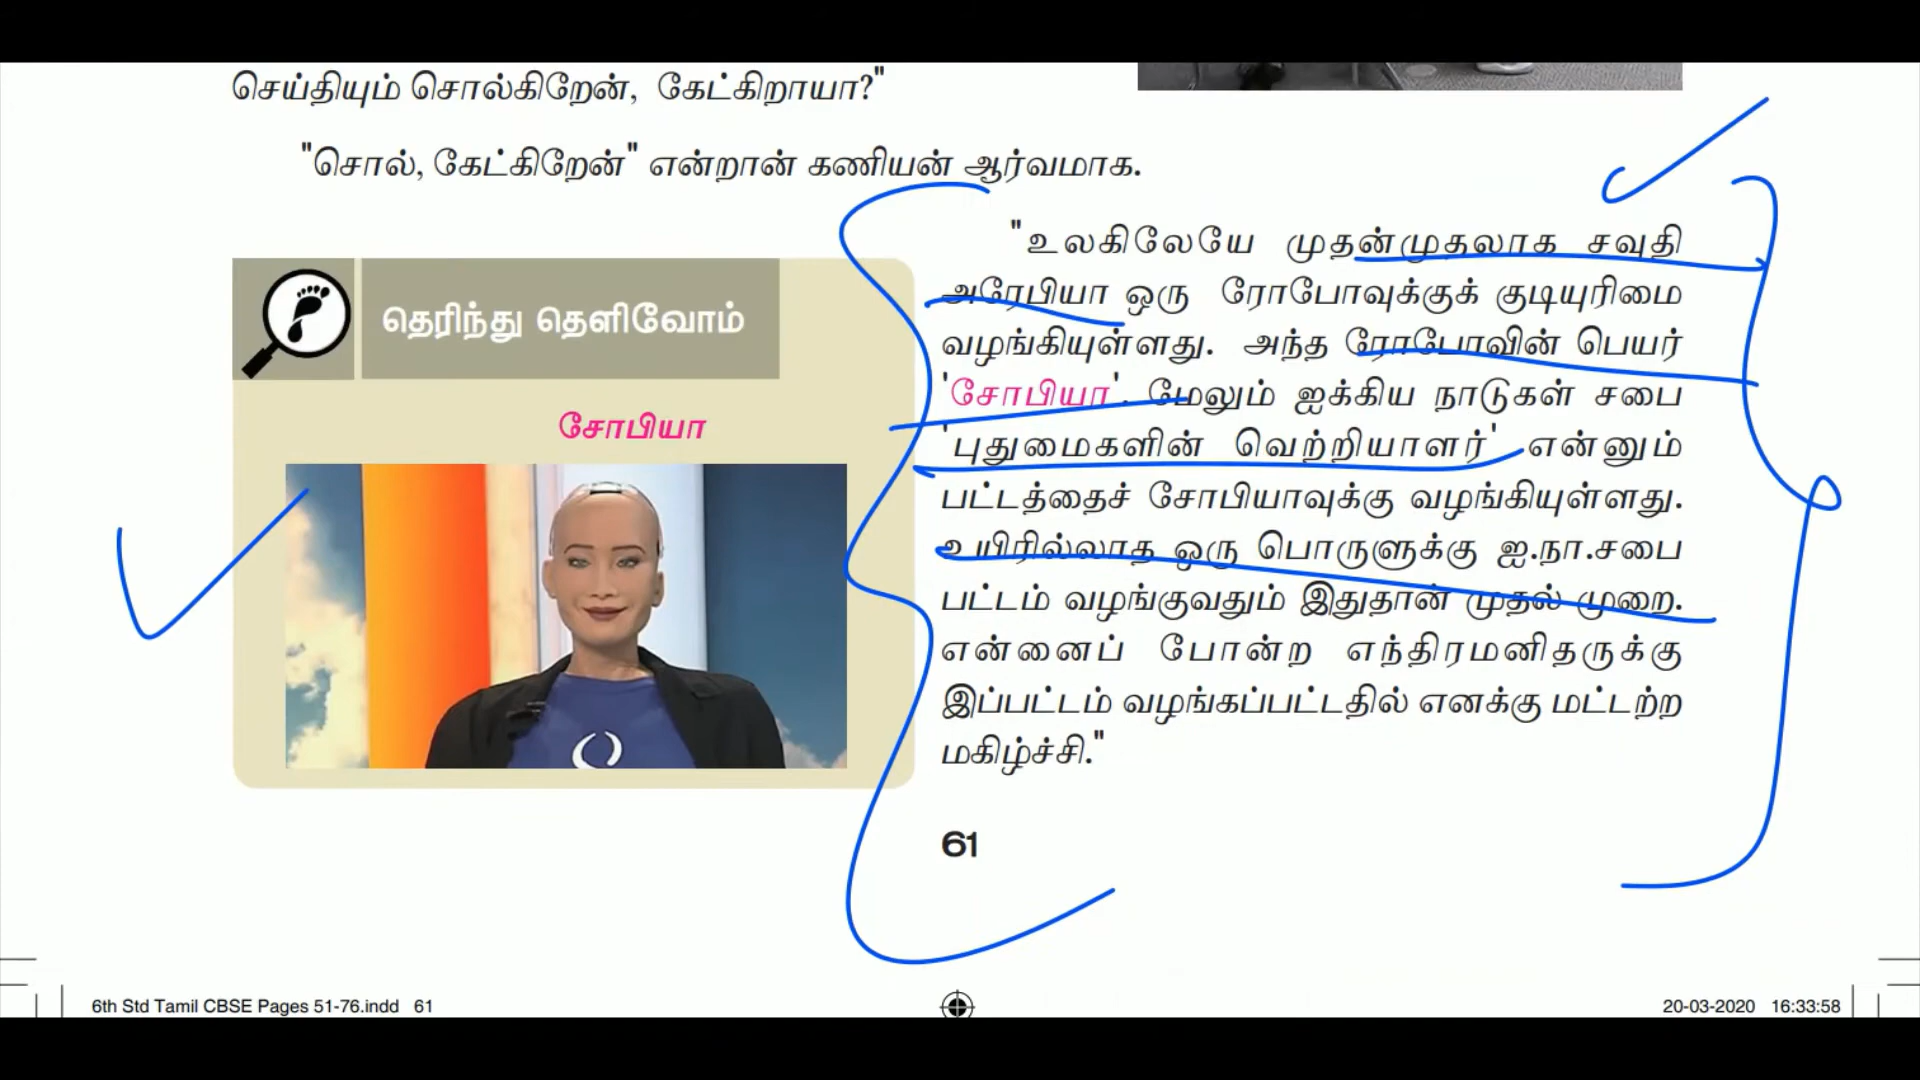 செய்தியும் சொல்கிறேன், கேட்கிறாயா?"
"சொல், கேட்கிறேன்" என்றான் கணியன் ஆர்வமாக.
தெரிந்து தெளிவோம்
சோபியா
"உலகிலேயே முதன்முதலாக சவுதி
அரேபியா ஒரு ரோபோவுக்குக் குடியுரிமை
வழங்கியுள்ளது. அந்த ரோபோவின் பெயர்
'சோபியா'. மேலும் ஐக்கிய நாடுகள் சபை
'புதுமைகளின் வெற்றியாளர்' என்னும்
பட்டத்தைச் சோபியாவுக்கு வழங்கியுள்ளது.
உயிரில்லாத ஒரு பொருளுக்கு ஐ.நா.சபை
பட்டம் வழங்குவதும் இதுதான் முதல் முறை.
என்னைப் போன்ற எந்திரமனிதருக்கு
இப்பட்டம் வழங்கப்பட்டதில் எனக்கு மட்டற்ற
மகிழ்ச்சி."
61
6th Std Tamil CBSE Pages 51-76.indd 61
20-03-2020 16:33:58